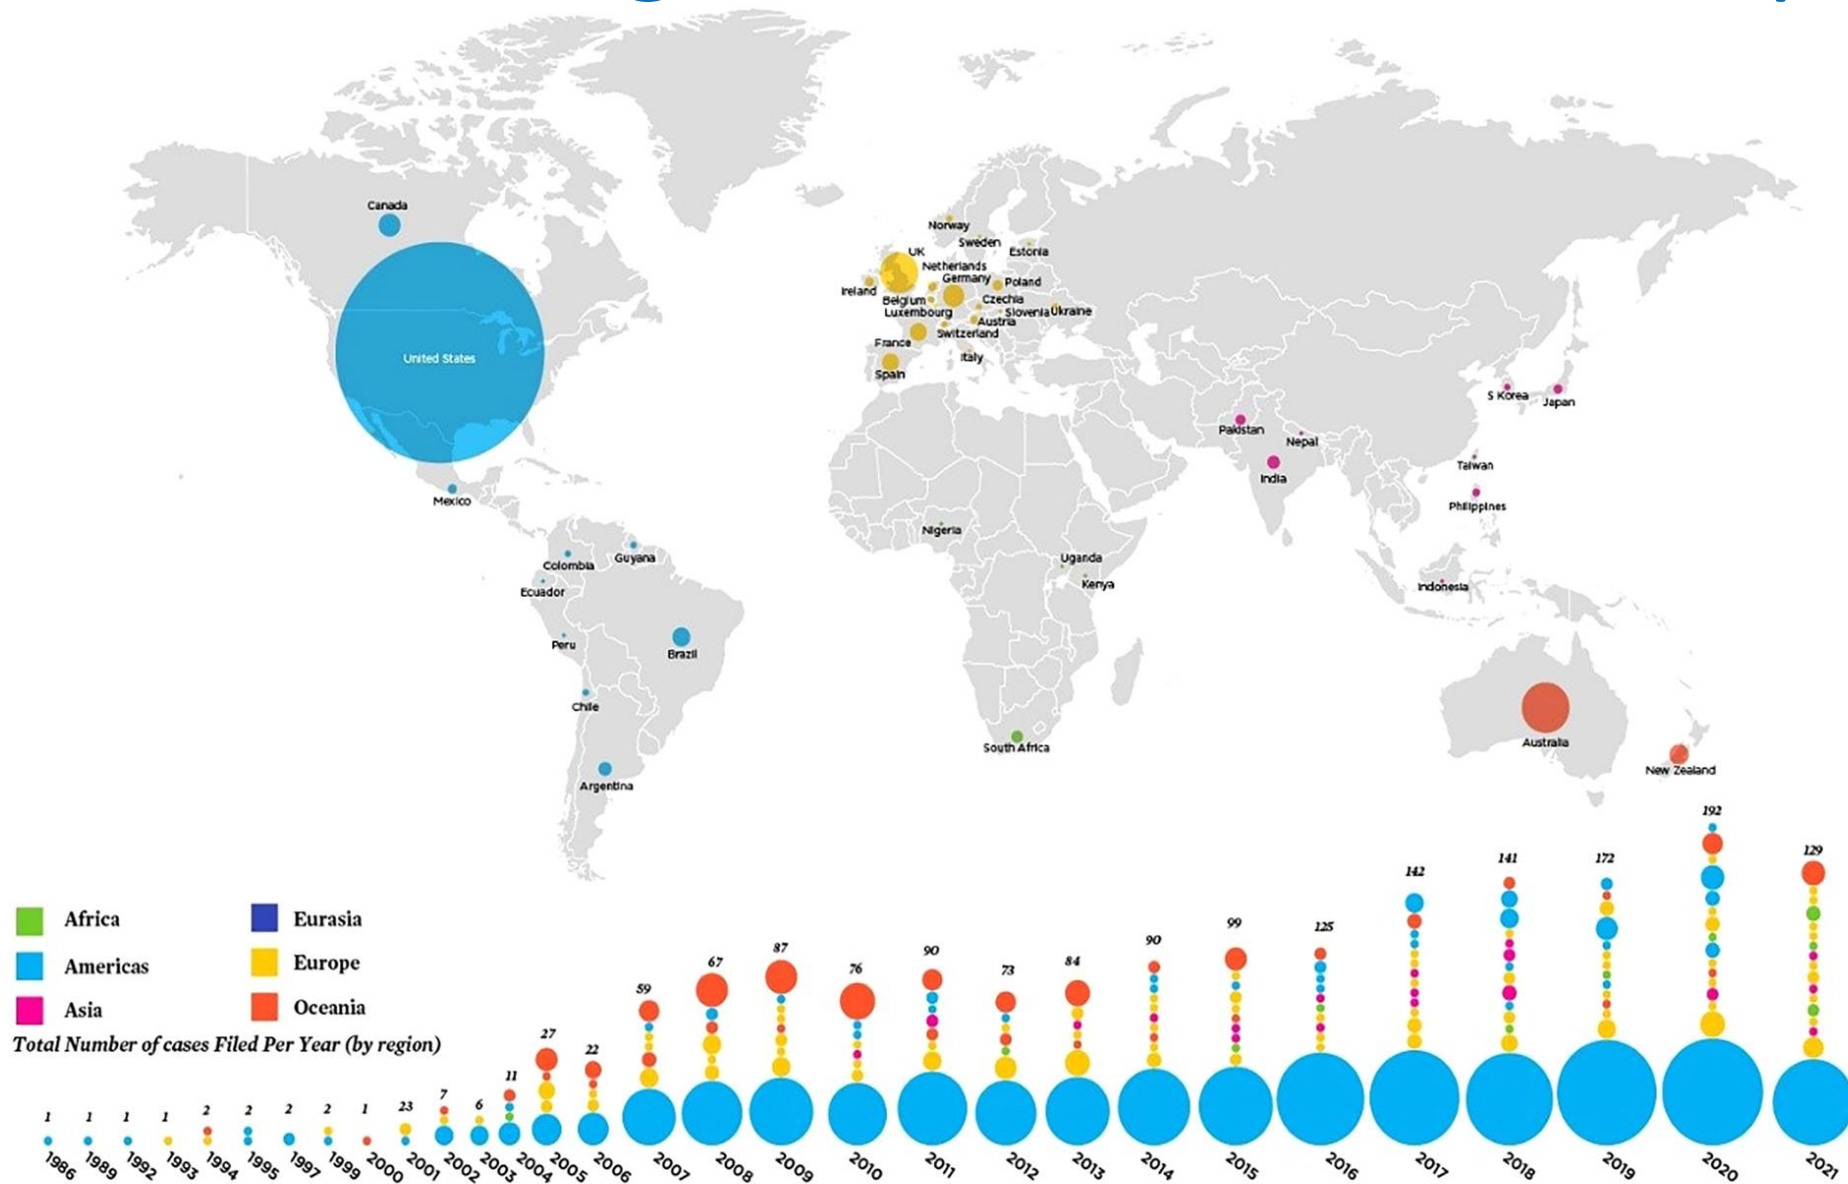 Canada
United States
Mexico
Colombia
Guyana
Ecuador
Peru
Brazil
Chile
Argentina
Norway
Sweden
Estonia
UK
Netherlands
Germany
Poland
Ireland
Belgium
Czechia
Luxembourg
Slovenia
Ukraine
Austria
Switzerland
France
Italy
Spain
Nigeria
Uganda
Kenya
South Africa
S Korea
Japan
Pakistan
Nepal
India
Taiwan
Philippines
Indonesia
Australia
New Zealand
Africa
Americas
Asia
Eurasia
Europe
Oceania
Total Number of cases Filed Per Year (by region)
1 1 1 1 2 2 2 2 1 23 7 6 11 27 22 59 67 87 76 90 73 84 90 99 125 142 141 172 192 129
1986 1989 1992 1993 1994 1995 1997 1999 2000 2001 2002 2003 2004 2005 2006 2007 2008 2009 2010 2011 2012 2013 2014 2015 2016 2017 2018 2019 2020 2021